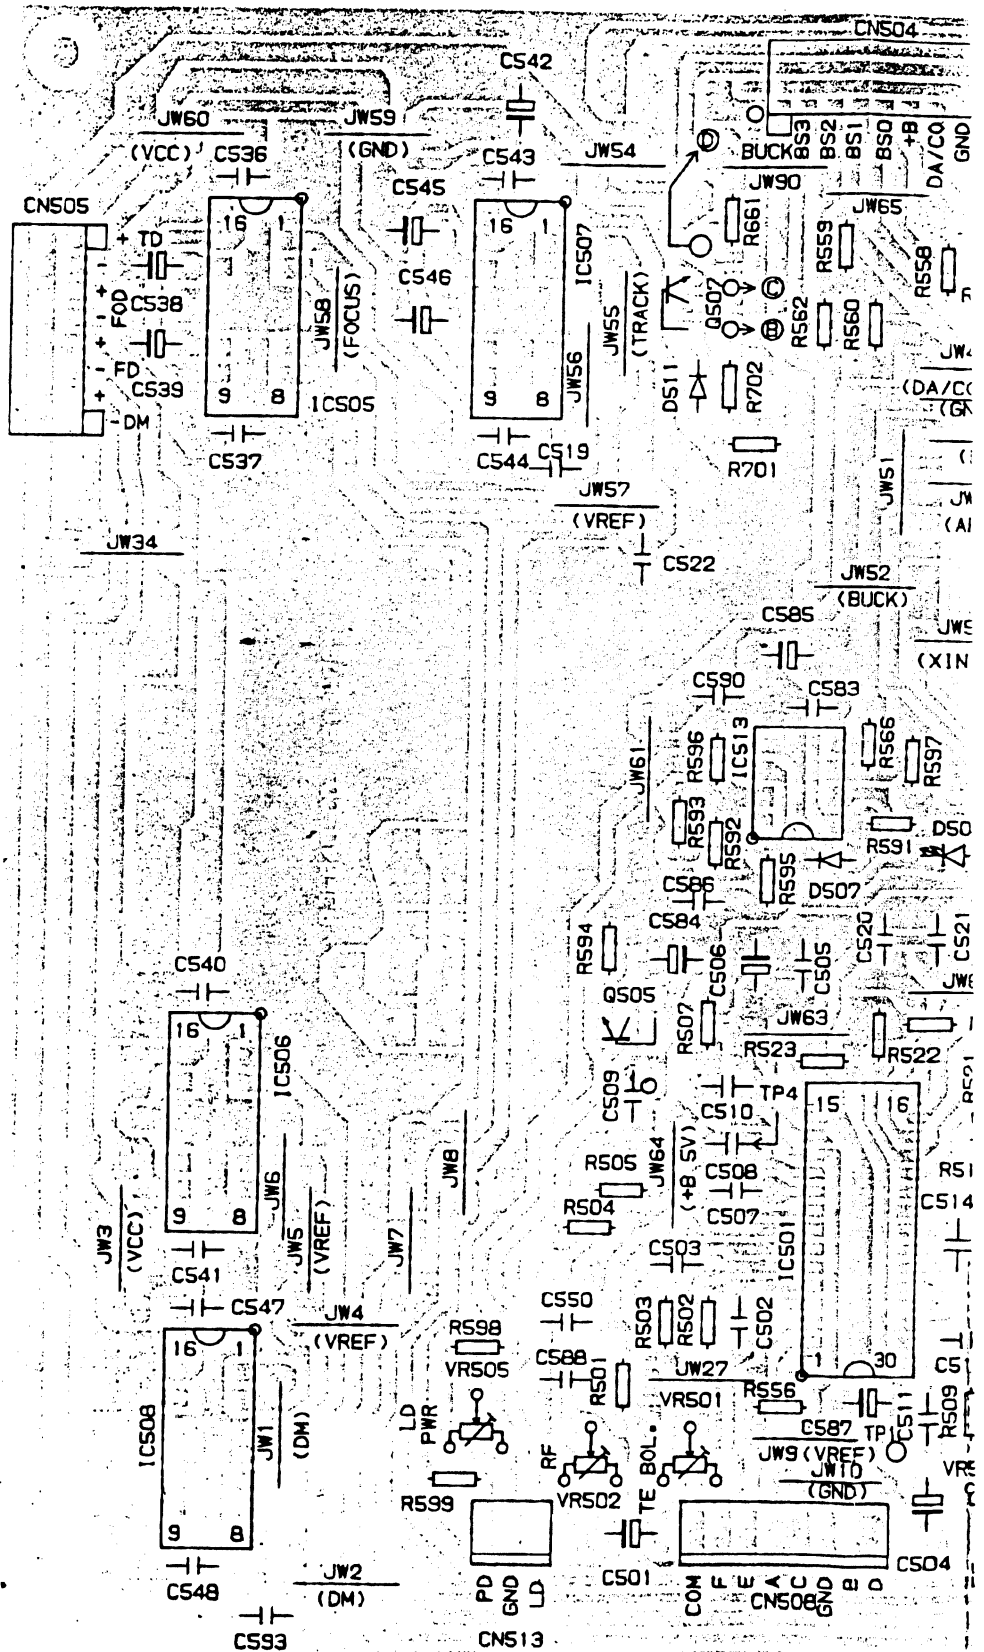 CN504
C542
JW60
(VCC)
C536
JW59
(GND)
C543
JW54
BUCK
BS3
BS2
BS1
BS0
+B
DA/CQ
GND
JW90
JW65
CN505
+ TD
-
+
FOD
-
+
- FD
+
- DM
C538
C539
16 1
9 8
IC505
C537
JW58
(FOCUS)
C545
C546
16 1
9 8
IC507
C544
C519
JW56
JW55
(TRACK)
R661
Q507
D511
R702
R701
R559
R562
R560
R558
(GN
JW51
JW57
(VREF)
JW34
C522
JW52
(BUCK)
C585
(XIN
C590
C583
JW61
R596
IC513
R566
R597
R593
R592
R595
R591
D50
D507
C586
C584
R594
C506
C505
C520
C521
C540
Q505
R507
JW63
R523
R522
R521
16 1
9 8
IC506
C509
C510
TP4
15 16
1 30
IC501
C508
C507
JW64
(+B 5V)
R505
R504
R51
C514
JW8
JW6
JW5
(VREF)
JW7
JW3
(VCC)
C541
C547
C503
C550
R503
R502
C502
JW4
(VREF)
R598
VR505
C588
R501
JW27
VR501
R556
C587
TP1
C511
R509
C51
16 1
9 8
IC508
JW1
(DM)
LD
PWR
RF
VR502
TE BOL.
JW9 (VREF)
JW10
(GND)
R599
C501
C504
C548
JW2
(DM)
C593
PD
GND
LD
CN513
COM
F
E
A
C
GND
B
D
CN508